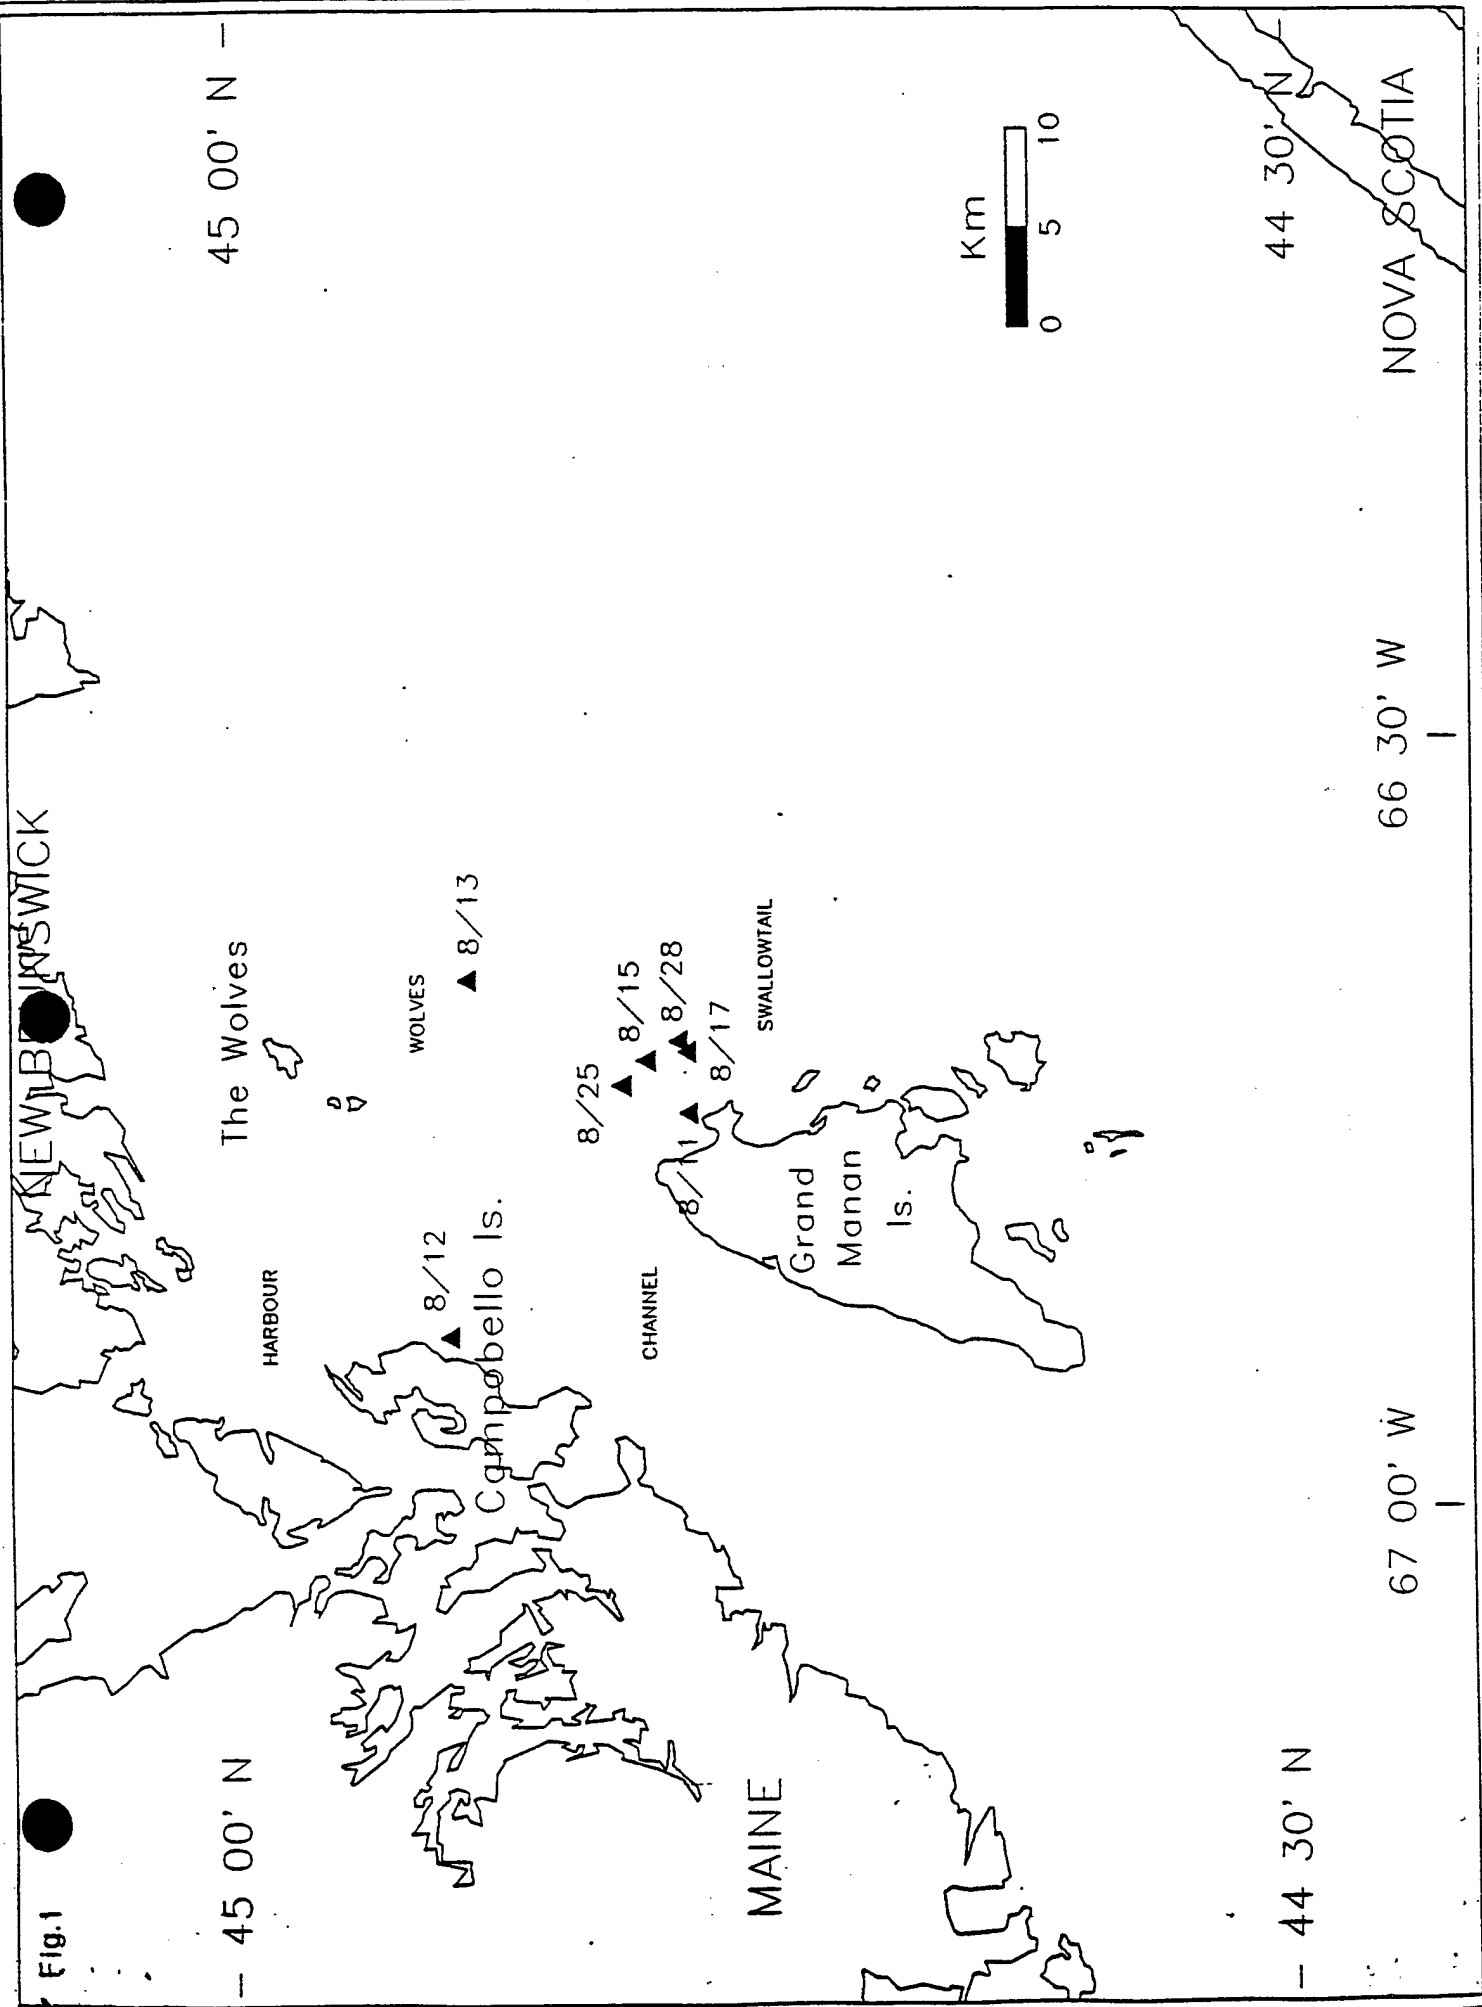 Fig.1
NEW BRUNSWICK
45 00' N
45 00' N
The Wolves
HARBOUR
WOLVES
8/12
8/13
Campobello Is.
8/25
8/15
8/28
8/11
8/17
CHANNEL
SWALLOWTAIL
MAINE
Grand
Manan
Is.
Km
0 5 10
44 30' N
44 30' N
67 00' W
66 30' W
NOVA SCOTIA